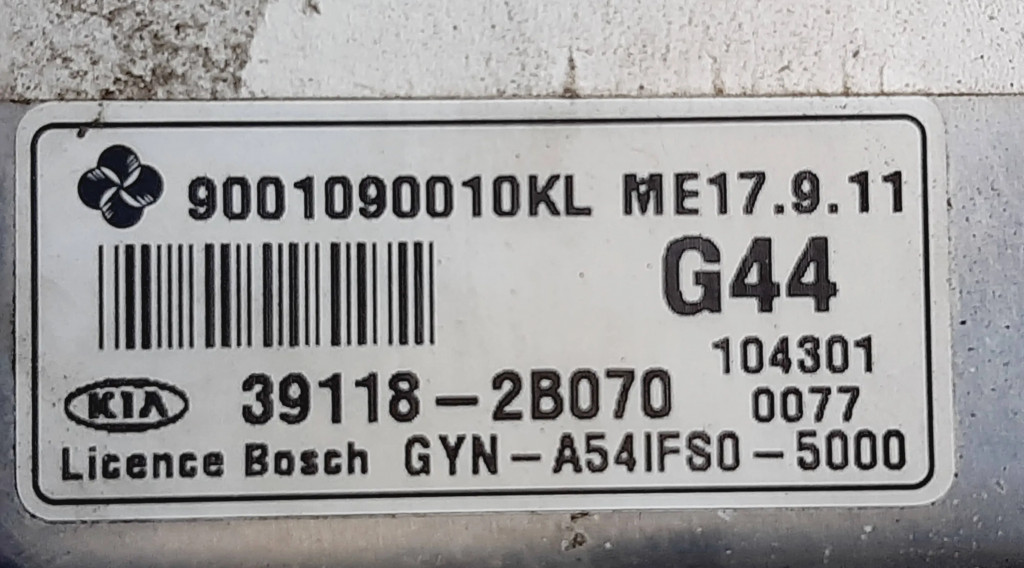 9001090010KL ME17.9.11
G44
104301
KIA 39118-2B070 0077
Licence Bosch GYN-A54IFS0-5000